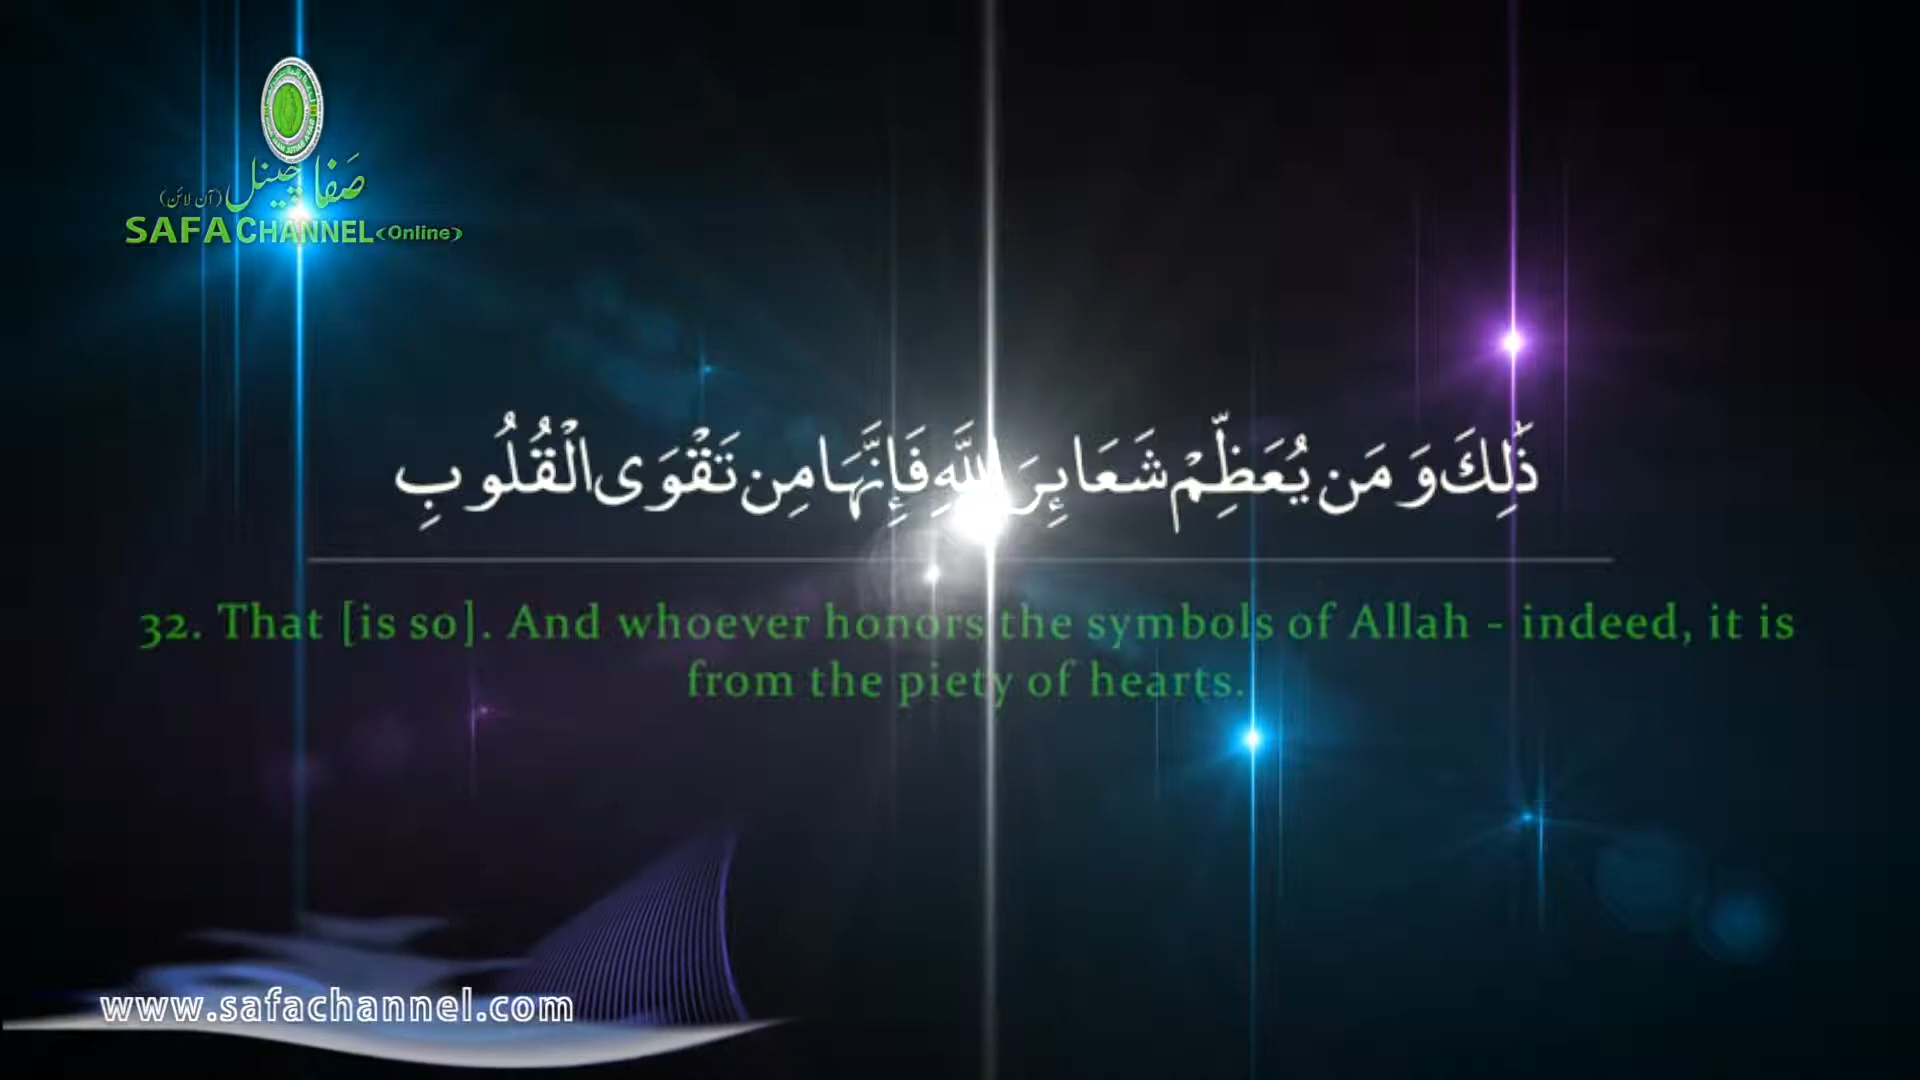 صفا چینل (آن لائن)
SAFA CHANNEL (Online)
ذَٰلِكَ وَ مَن يُعَظِّمْ شَعَابِرَ اللَّهِ فَإِنَّهَا مِن تَقْوَى الْقُلُوبِ
32. That [is so]. And whoever honors the symbols of Allah - indeed, it is
from the piety of hearts.
www.safachannel.com